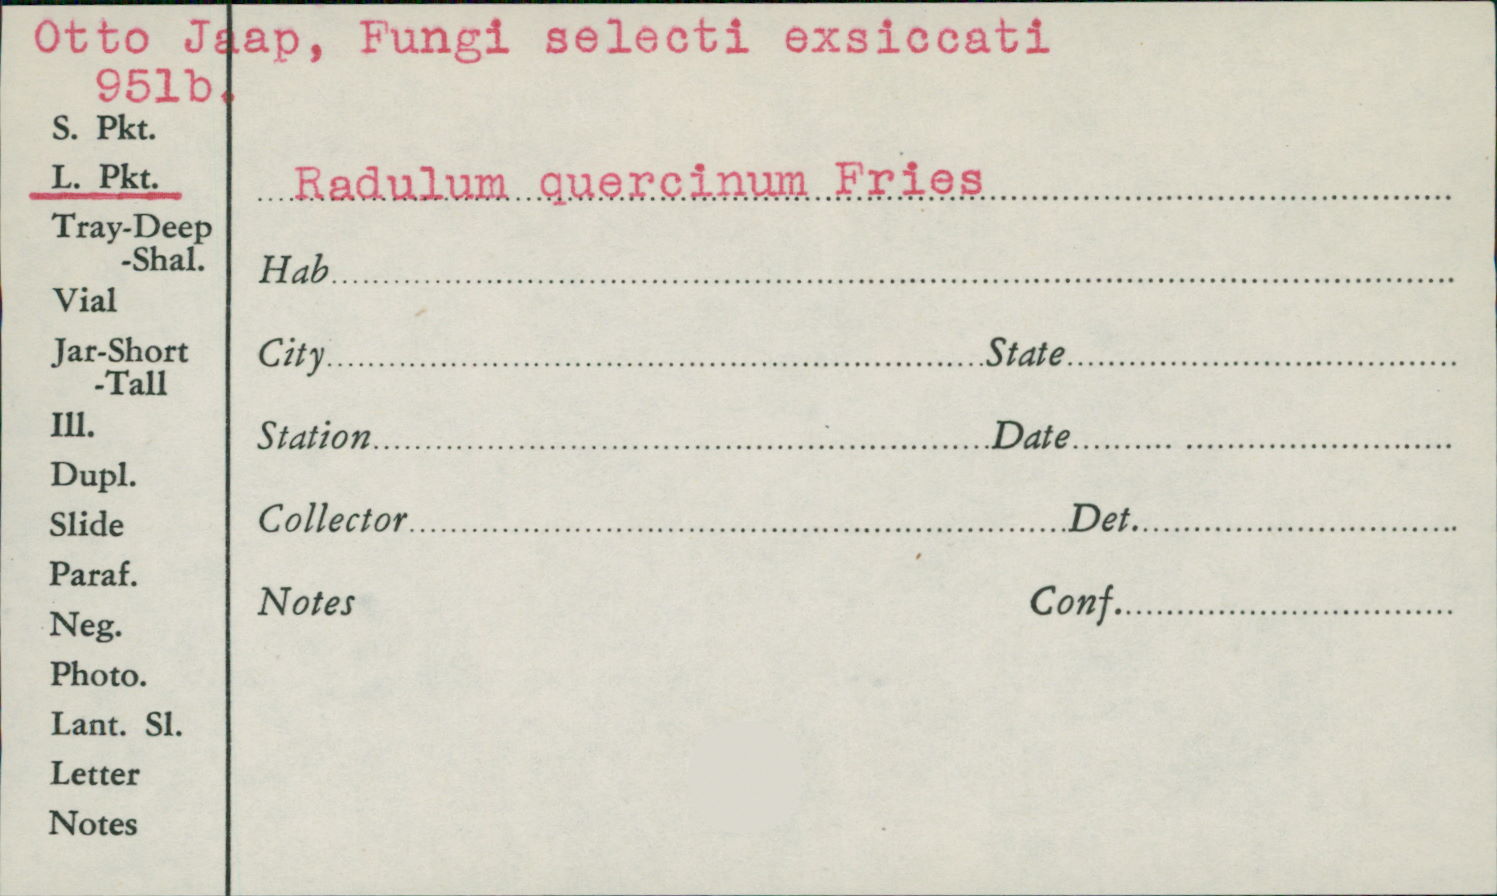 Otto Jaap, Fungi selecti exsiccati
951b.
S. Pkt.
L. Pkt.
Radulum quercinum Fries
Tray-Deep
-Shal.
Hab
Vial
Jar-Short
-Tall
City State
Ill.
Station Date
Dupl.
Slide
Collector Det.
Paraf.
Neg.
Notes Conf.
Photo.
Lant. Sl.
Letter
Notes